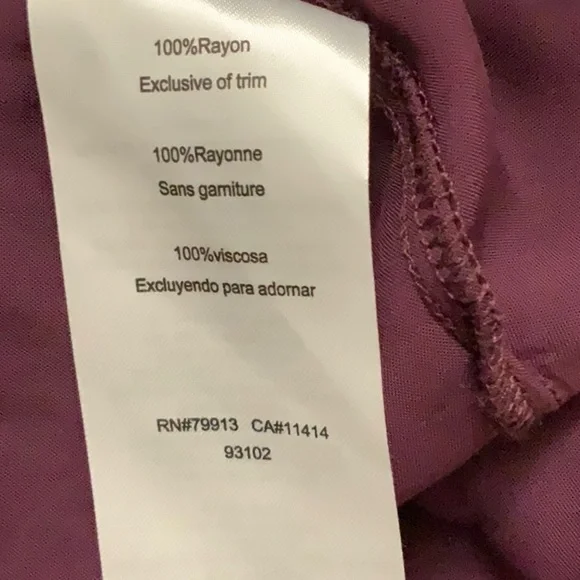 100%Rayon
Exclusive of trim
100%Rayonne
Sans garniture
100%viscosa
Excluyendo para adornar
RN#79913 CA#11414
93102